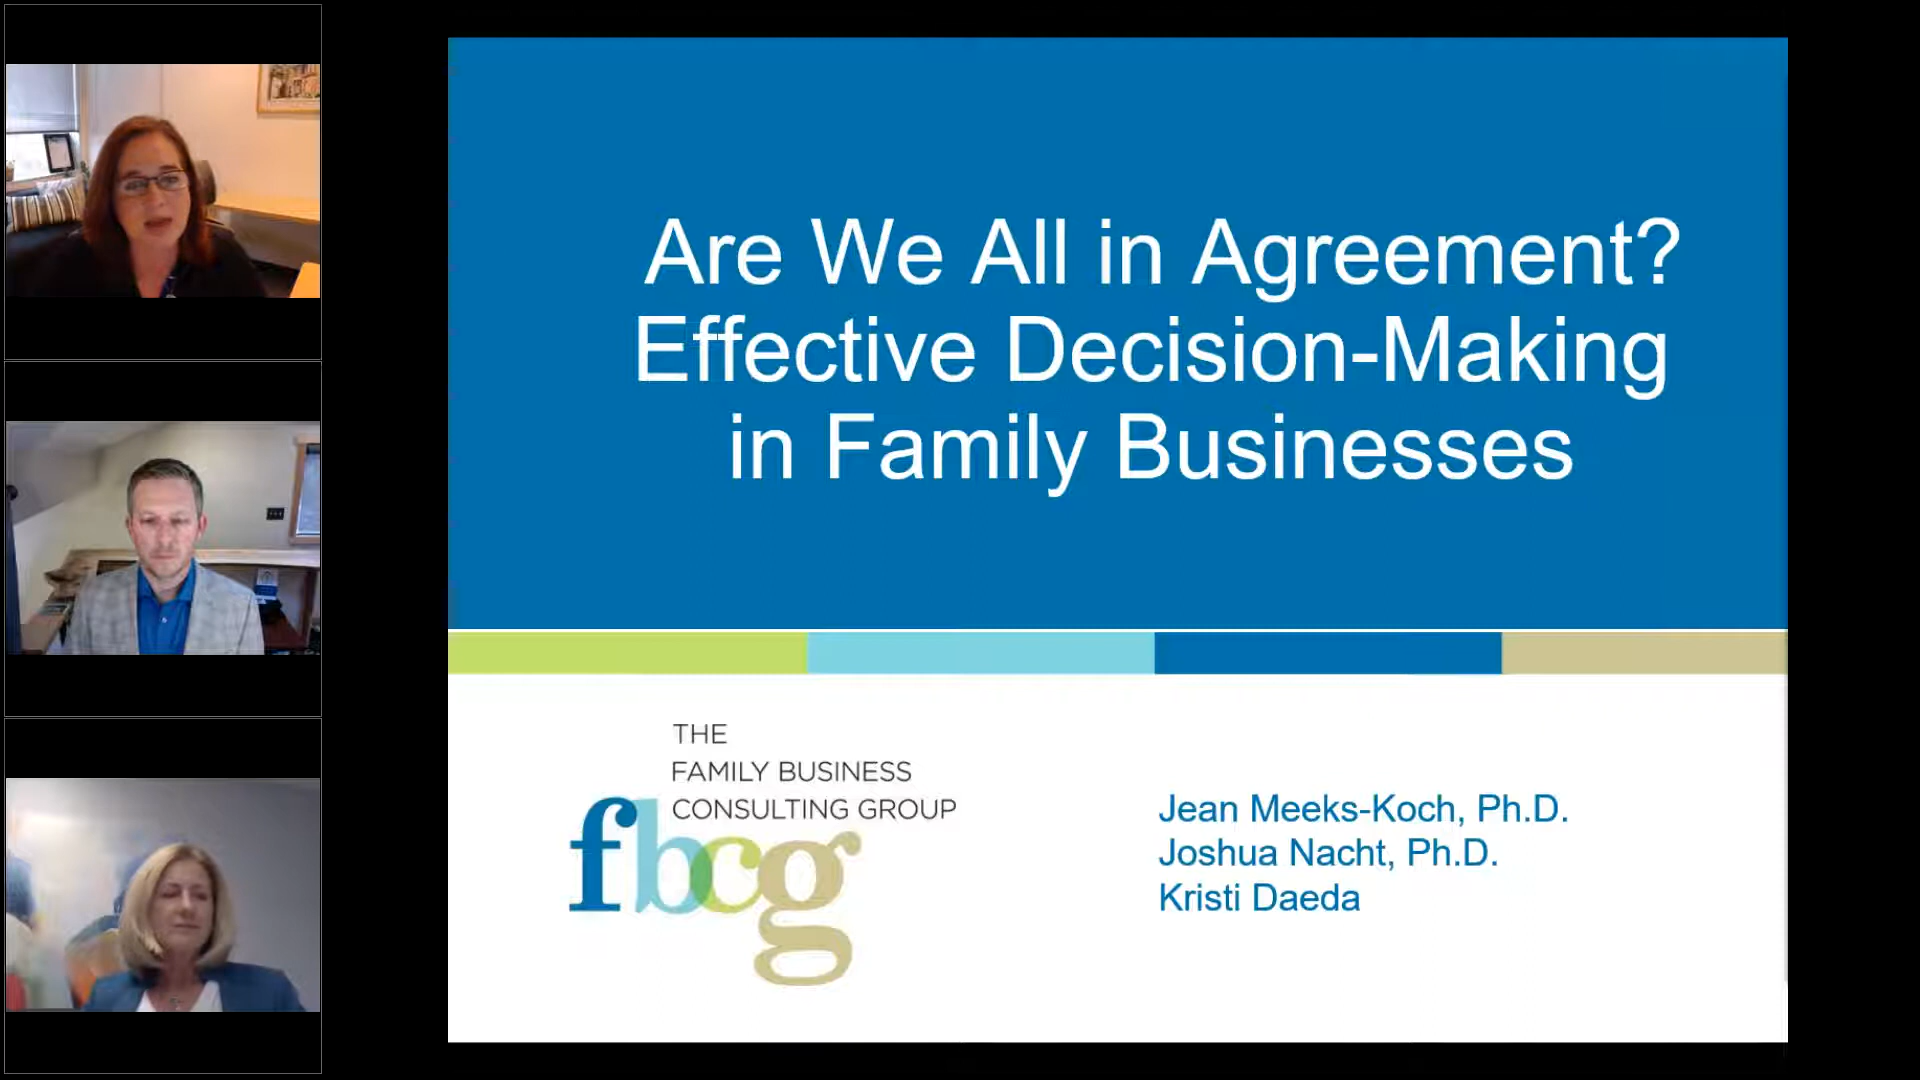 Are We All in Agreement?
Effective Decision-Making
in Family Businesses
THE
FAMILY BUSINESS
CONSULTING GROUP
fbcg
Jean Meeks-Koch, Ph.D.
Joshua Nacht, Ph.D.
Kristi Daeda